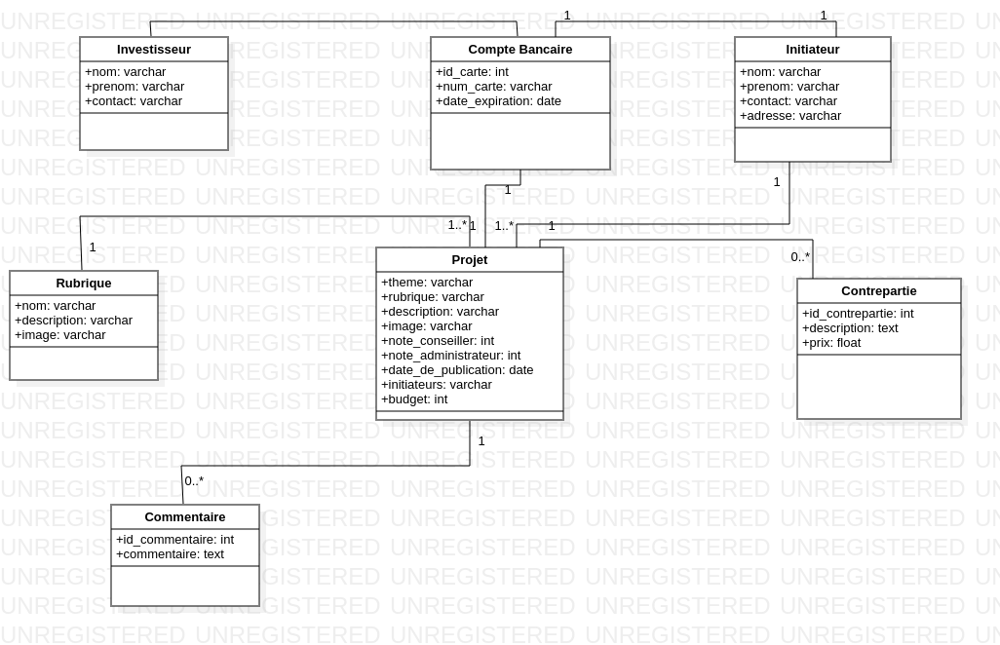 1
1
Investisseur
+nom: varchar
+prenom: varchar
+contact: varchar
Compte Bancaire
+id_carte: int
+num_carte: varchar
+date_expiration: date
Initiateur
+nom: varchar
+prenom: varchar
+contact: varchar
+adresse: varchar
1
1
1..*
1
1..*
1
1
0..*
Rubrique
+nom: varchar
+description: varchar
+image: varchar
Projet
+theme: varchar
+rubrique: varchar
+description: varchar
+image: varchar
+note_conseiller: int
+note_administrateur: int
+date_de_publication: date
+initiateurs: varchar
+budget: int
Contrepartie
+id_contrepartie: int
+description: text
+prix: float
1
0..*
Commentaire
+id_commentaire: int
+commentaire: text
UNREGISTERED